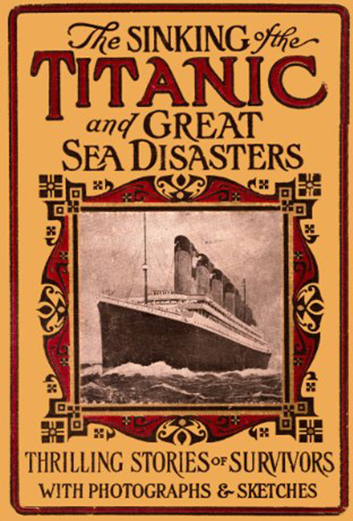 The SINKING of the
TITANIC
and GREAT
SEA DISASTERS
THRILLING STORIES OF SURVIVORS
WITH PHOTOGRAPHS & SKETCHES